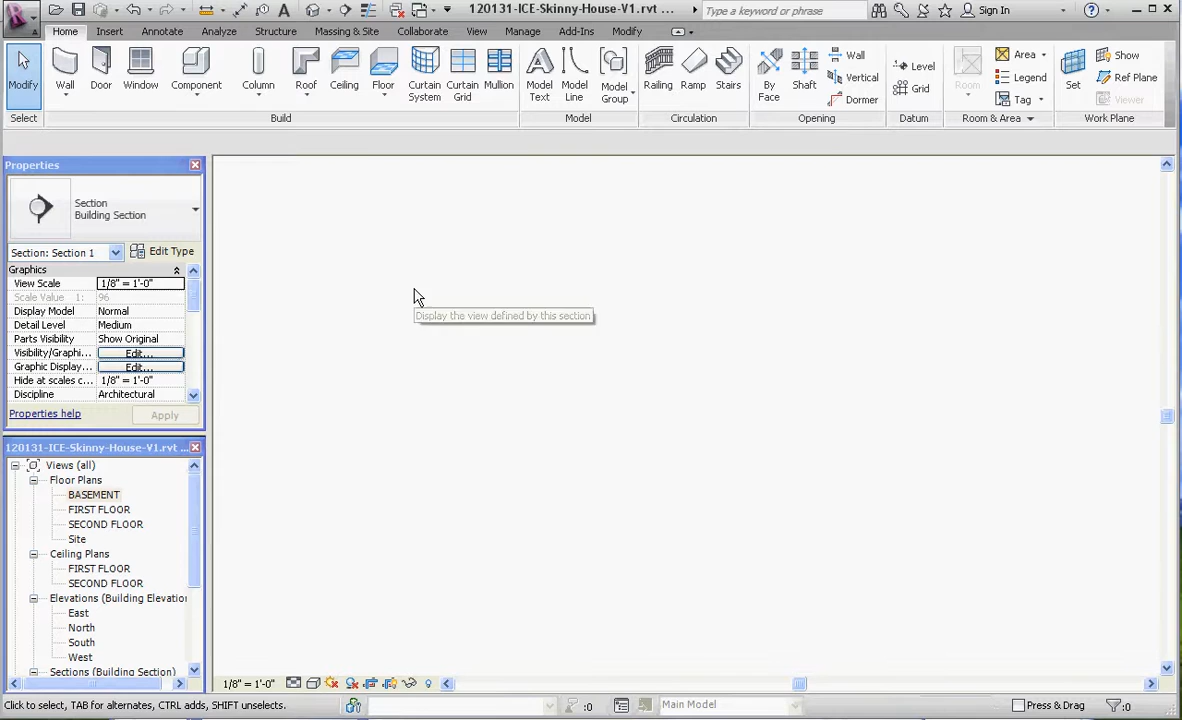 120131-ICE-Skinny-House-V1.rvt ...
Type a keyword or phrase
Sign In
Home Insert Annotate Analyze Structure Massing & Site Collaborate View Manage Add-Ins Modify
Modify
Wall
Door
Window
Component
Column
Roof
Ceiling
Floor
Curtain System
Curtain Grid
Mullion
Model Text
Model Line
Model Group
Railing
Ramp
Stairs
By Face
Shaft
Wall
Vertical
Dormer
Level
Grid
Room
Area
Legend
Tag
Set
Show
Ref Plane
Viewer
Select
Build
Model
Circulation
Opening
Datum
Room & Area
Work Plane
Properties
Section
Building Section
Section: Section 1
Edit Type
Graphics
View Scale 1/8" = 1'-0"
Scale Value 1: 96
Display Model Normal
Detail Level Medium
Parts Visibility Show Original
Visibility/Graphi... Edit...
Graphic Display... Edit...
Hide at scales c... 1/8" = 1'-0"
Discipline Architectural
Properties help
Apply
Display the view defined by this section
120131-ICE-Skinny-House-V1.rvt ...
Views (all)
Floor Plans
BASEMENT
FIRST FLOOR
SECOND FLOOR
Site
Ceiling Plans
FIRST FLOOR
SECOND FLOOR
Elevations (Building Elevation
East
North
South
West
Sections (Building Section)
1/8" = 1'-0"
Click to select, TAB for alternates, CTRL adds, SHIFT unselects.
:0
Main Model
Press & Drag
:0